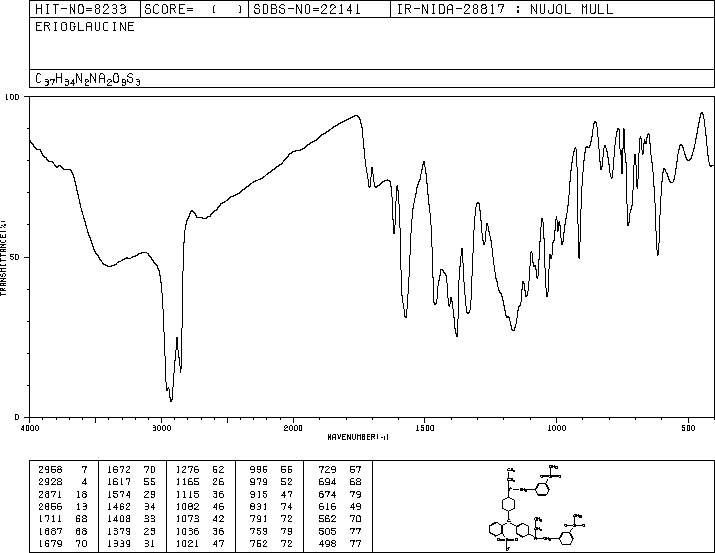 HIT-NO=8233 SCORE= ( ) SDBS-NO=22141 IR-NIDA-28817 : NUJOL MULL
ERIOGLAUCINE
C37H34N2NA2O9S3
100
50
0
TRANSMITTANCE(%)
4000 3000 2000 1500 1000 500
WAVENUMBER(-1)
2958 7 1672 70 1276 52 996 56 729 57
2928 4 1617 55 1165 26 979 52 694 68
2871 18 1574 29 1115 36 915 47 674 79
2856 13 1462 34 1082 46 831 74 616 49
1711 68 1408 33 1073 42 791 72 562 70
1687 68 1379 1036 36 759 79 505 77
1679 70 1339 31 1021 47 752 72 498 77